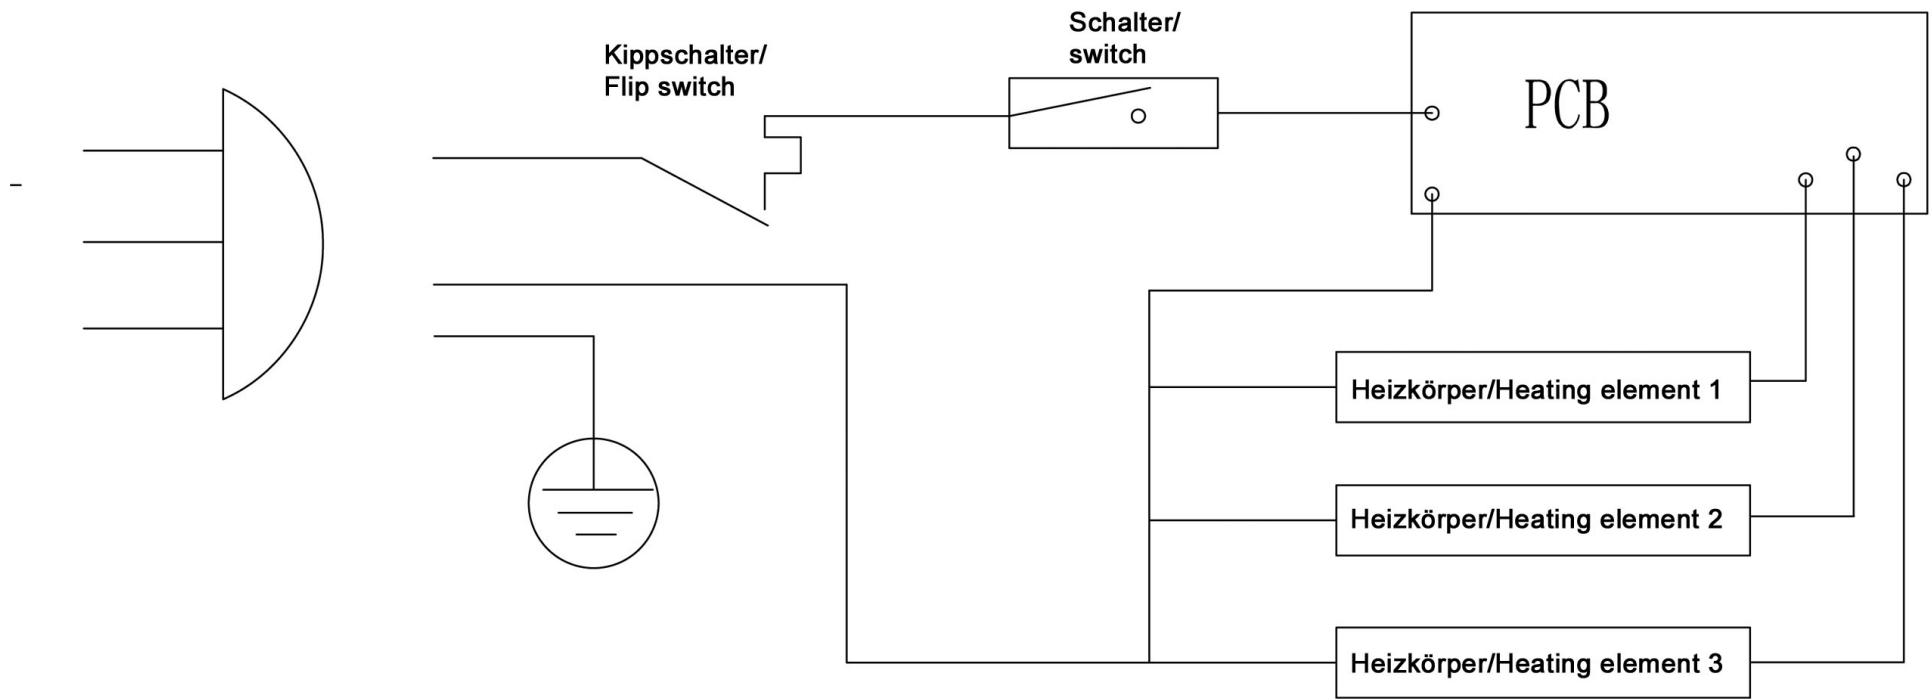 Kippschalter/
Flip switch
Schalter/
switch
PCB
Heizkörper/Heating element 1
Heizkörper/Heating element 2
Heizkörper/Heating element 3